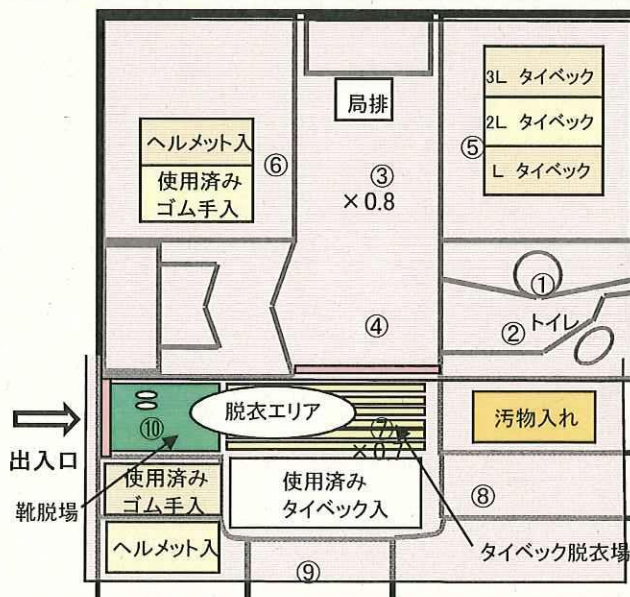 局排
3L タイベック
2L タイベック
L タイベック
⑤
ヘルメット入
使用済み
ゴム手入
⑥
③
×0.8
①
④
②
トイレ
出入口
⑩
脱衣エリア
⑦
×0.7
汚物入れ
靴脱場
使用済み
ゴム手入
使用済み
タイベック入
⑧
ヘルメット入
⑨
タイベック脱衣場